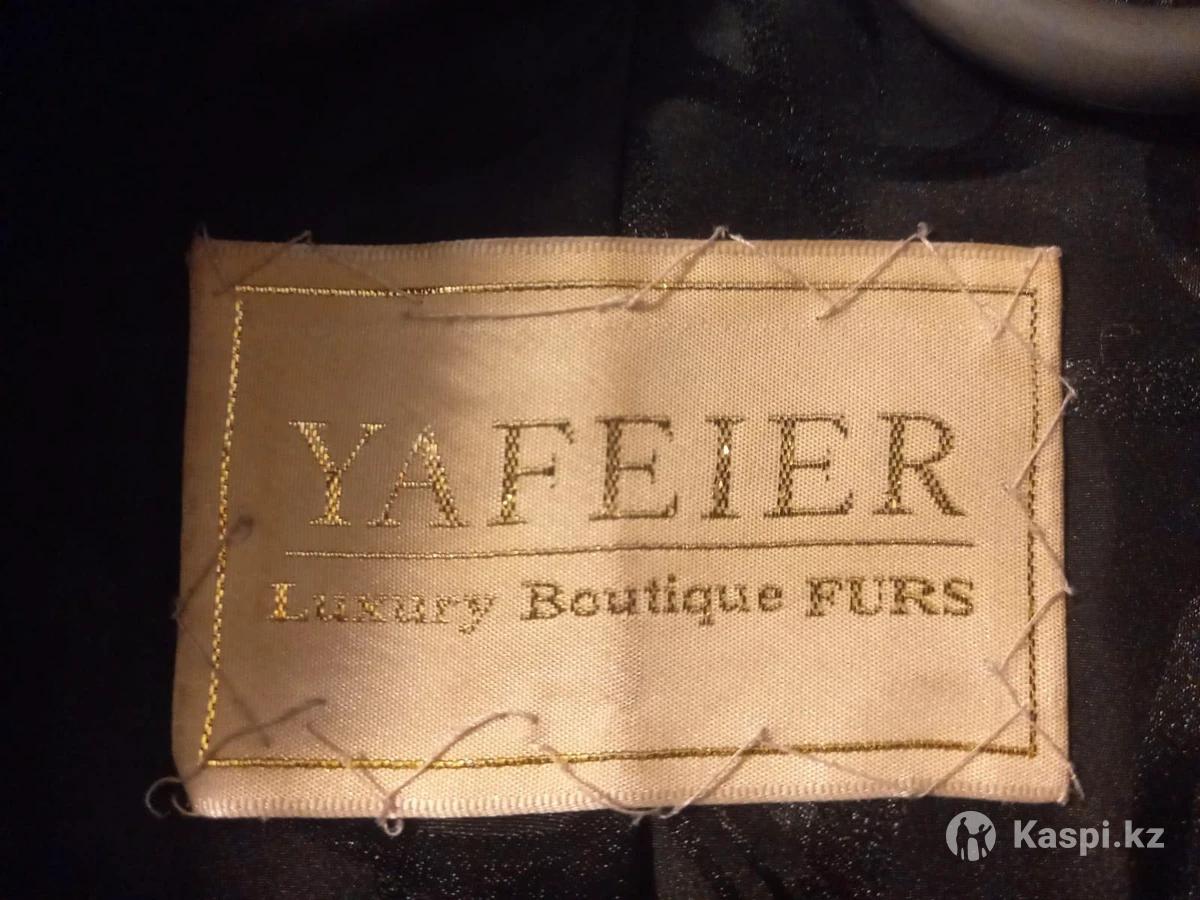 YAFEIER
Luxury Boutique FURS
Kaspi.kz